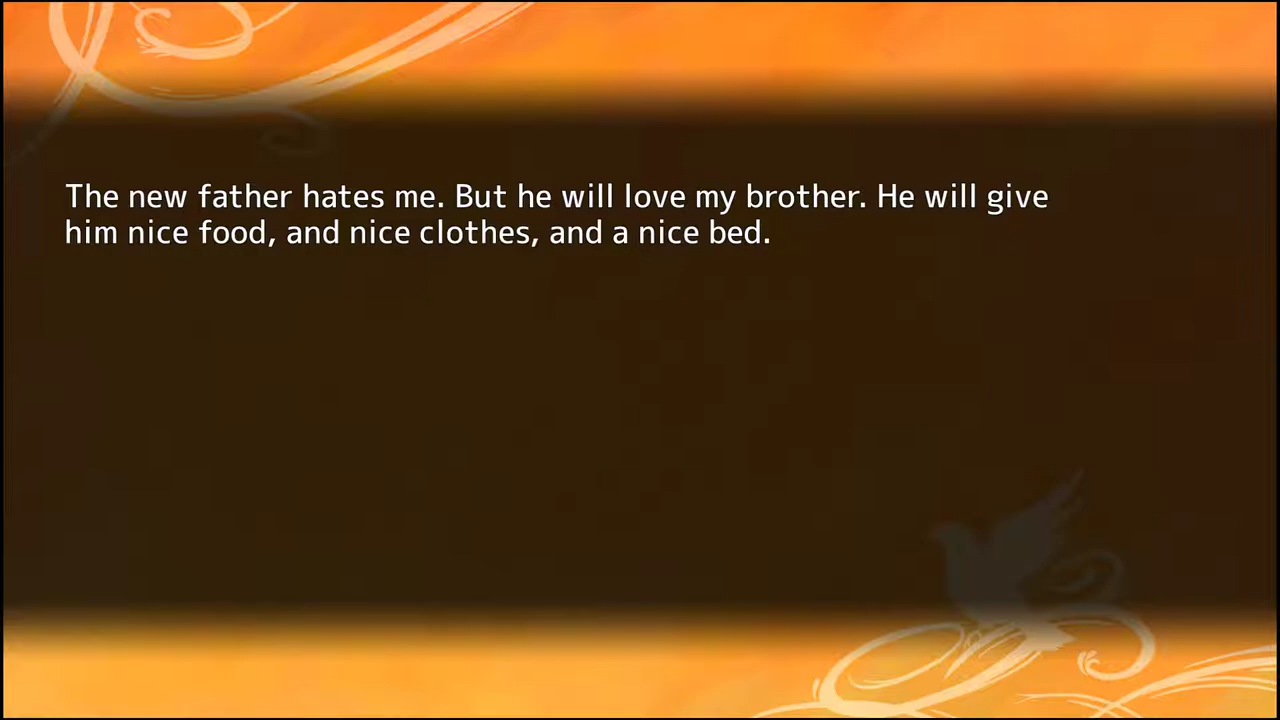 The new father hates me. But he will love my brother. He will give
him nice food, and nice clothes, and a nice bed.